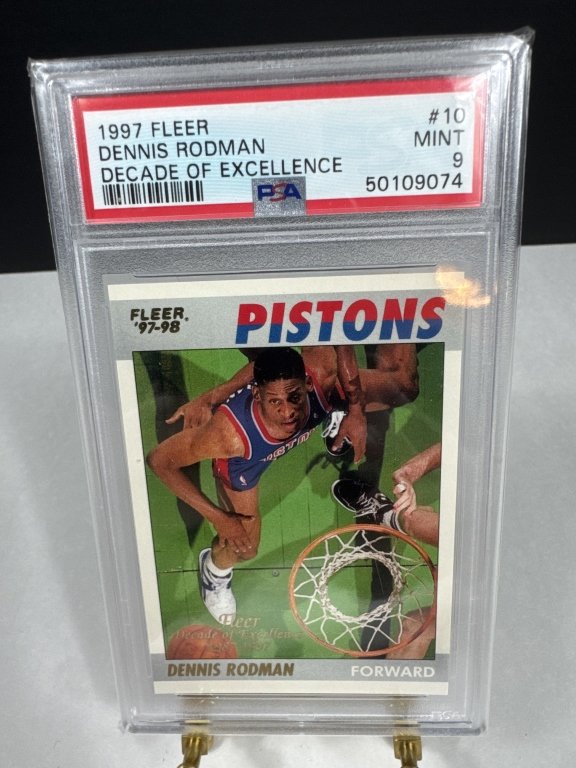 1997 FLEER #10
DENNIS RODMAN MINT
DECADE OF EXCELLENCE 9
PSA 50109074
FLEER®
'97-98
PISTONS
Fleer
Decade of Excellence
DENNIS RODMAN FORWARD